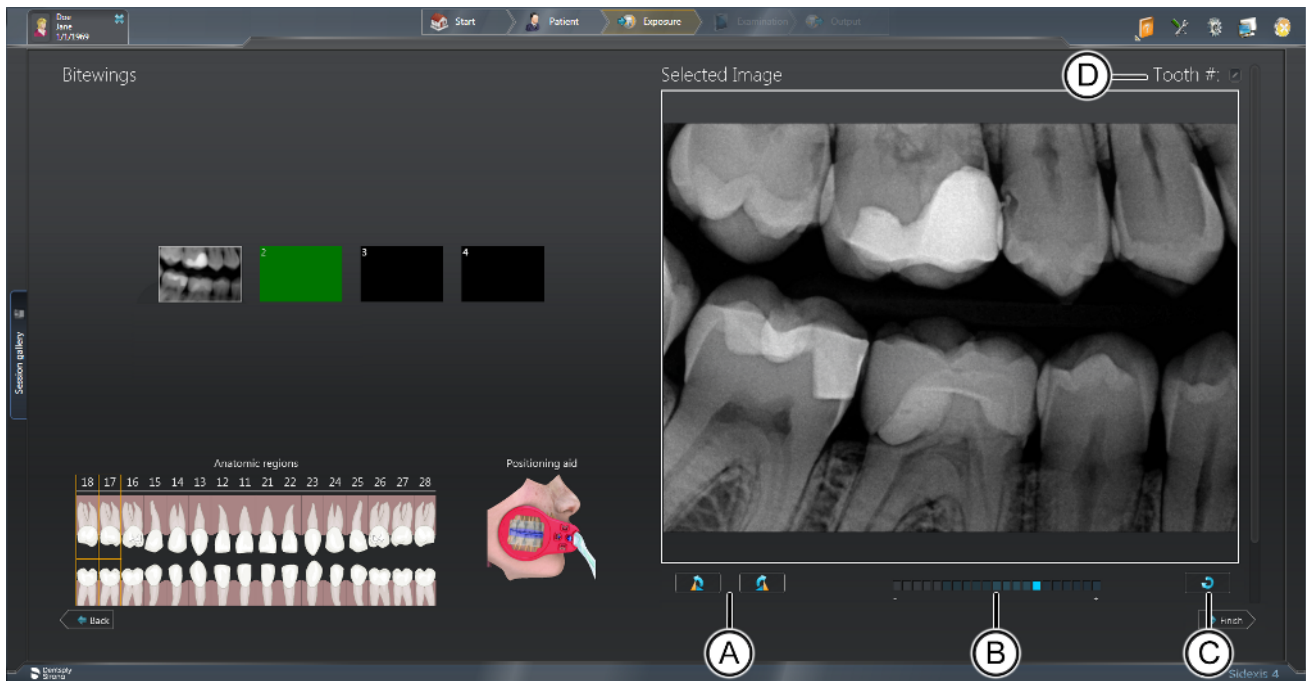 Doe
Jane
1/1/1969
Start
Patient
Exposure
Examination
Output
Bitewings
Selected Image
D
Tooth #:
2
3
4
Session gallery
Anatomic regions
Positioning aid
18 17 16 15 14 13 12 11 21 22 23 24 25 26 27 28
Back
A
B
C
Finish
Dentsply
Sirona
Sidexis 4